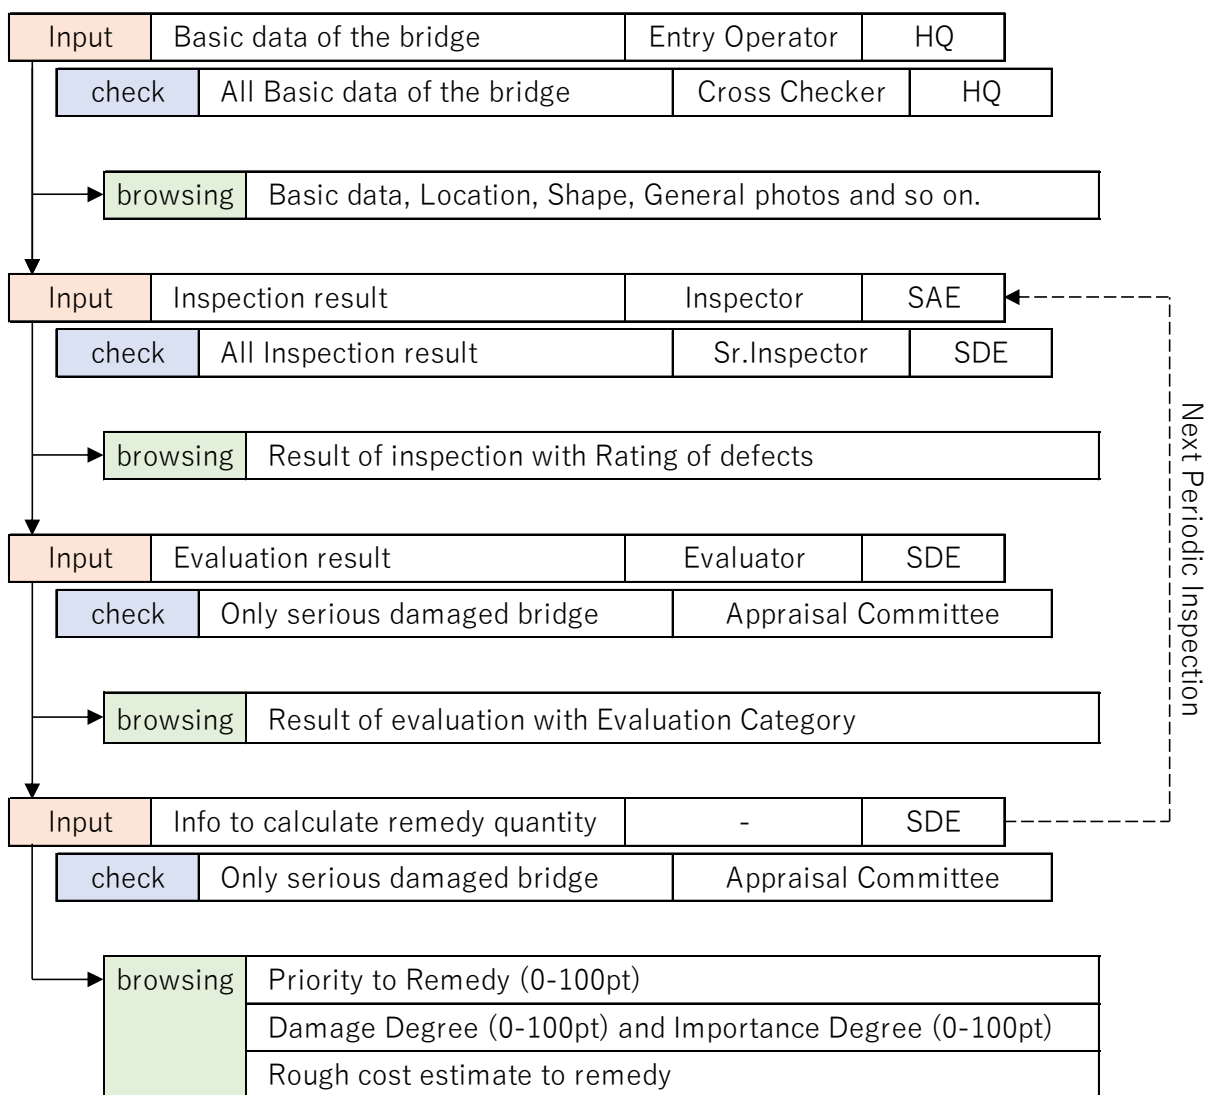 Input Basic data of the bridge Entry Operator HQ
check All Basic data of the bridge Cross Checker HQ
browsing Basic data, Location, Shape, General photos and so on.
Input Inspection result Inspector SAE
check All Inspection result Sr.Inspector SDE
browsing Result of inspection with Rating of defects
Input Evaluation result Evaluator SDE
check Only serious damaged bridge Appraisal Committee
browsing Result of evaluation with Evaluation Category
Input Info to calculate remedy quantity - SDE
check Only serious damaged bridge Appraisal Committee
browsing Priority to Remedy (0-100pt)
Damage Degree (0-100pt) and Importance Degree (0-100pt)
Rough cost estimate to remedy
Next Periodic Inspection